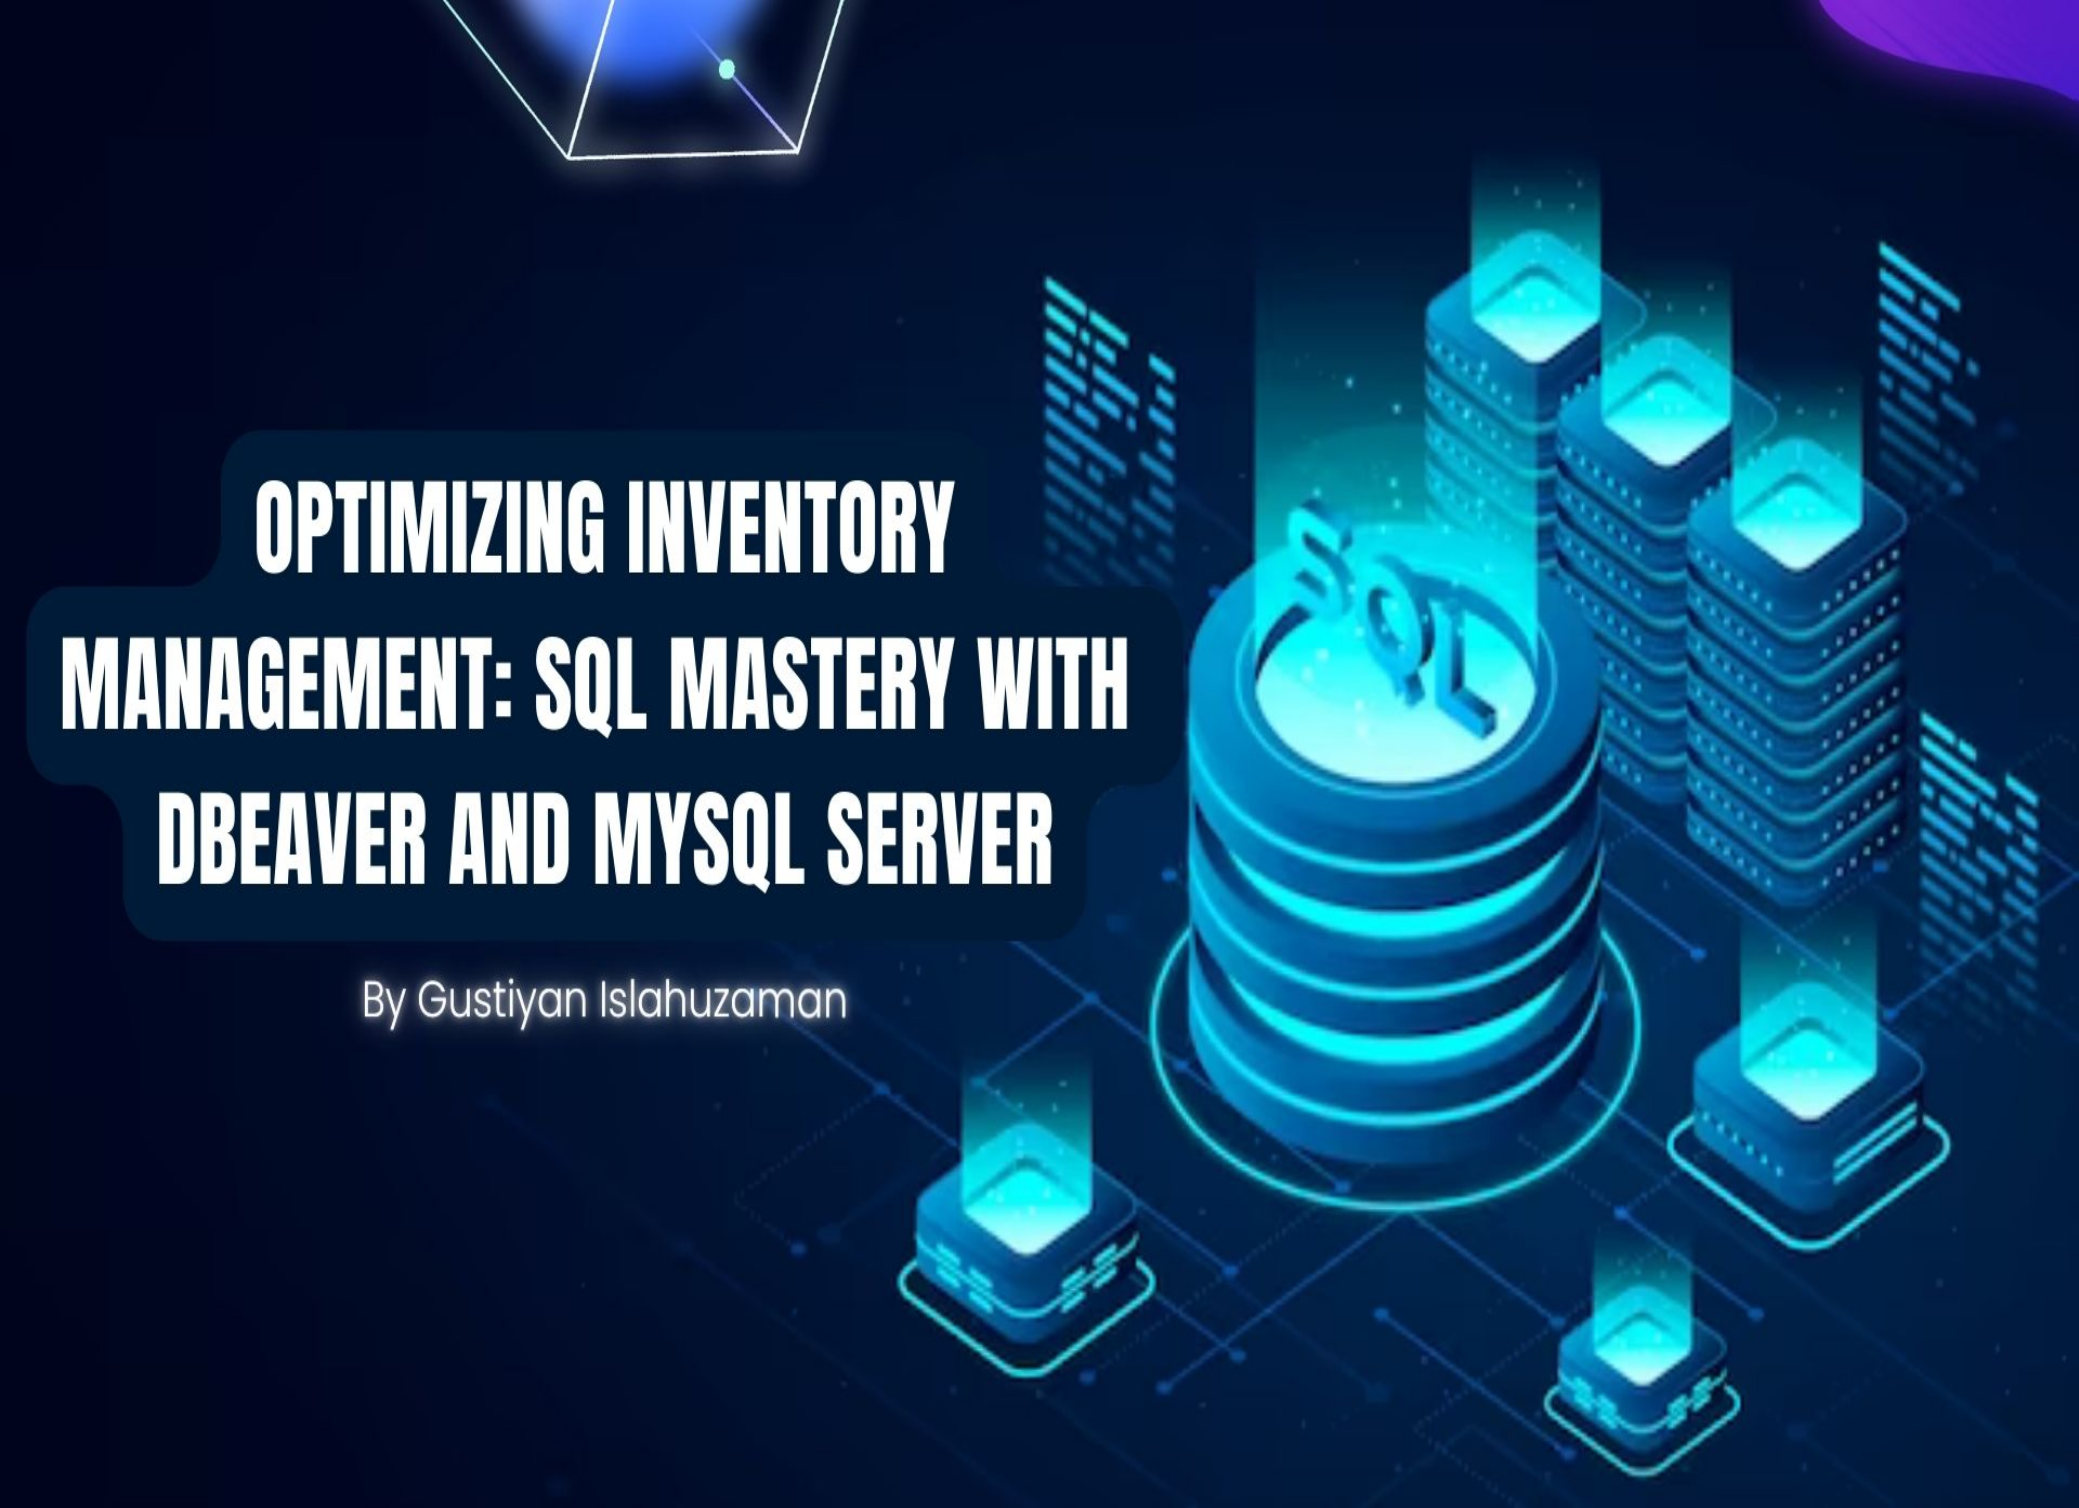 OPTIMIZING INVENTORY
MANAGEMENT: SQL MASTERY WITH
DBEAVER AND MYSQL SERVER
By Gustiyan Islahuzaman
SQL